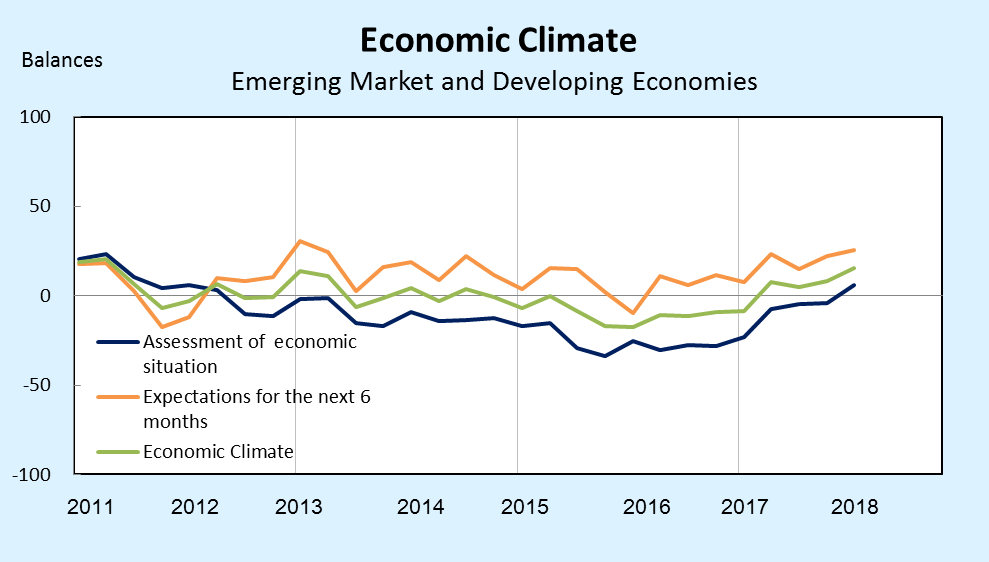 Economic Climate
Balances
Emerging Market and Developing Economies
100
50
0
-50
-100
Assessment of economic
situation
Expectations for the next 6
months
Economic Climate
2011 2012 2013 2014 2015 2016 2017 2018